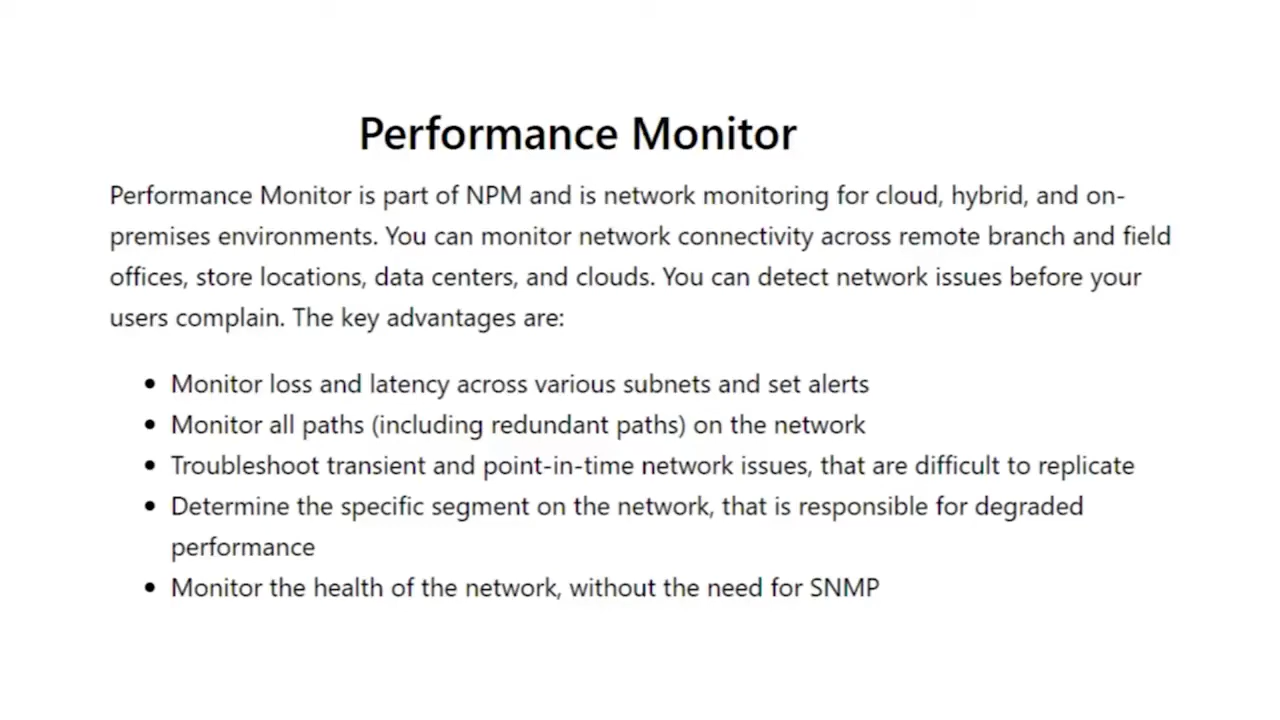 Performance Monitor
Performance Monitor is part of NPM and is network monitoring for cloud, hybrid, and on-
premises environments. You can monitor network connectivity across remote branch and field
offices, store locations, data centers, and clouds. You can detect network issues before your
users complain. The key advantages are:
• Monitor loss and latency across various subnets and set alerts
• Monitor all paths (including redundant paths) on the network
• Troubleshoot transient and point-in-time network issues, that are difficult to replicate
• Determine the specific segment on the network, that is responsible for degraded
performance
• Monitor the health of the network, without the need for SNMP